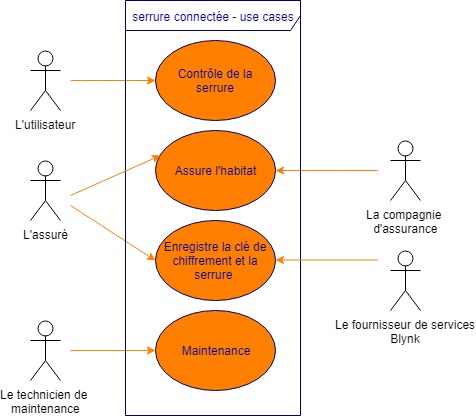 serrure connectée - use cases
Contrôle de la
serrure
L'utilisateur
Assure l'habitat
La compagnie
d'assurance
L'assuré
Enregistre la clé de
chiffrement et la
serrure
Le fournisseur de services
Blynk
Maintenance
Le technicien de
maintenance